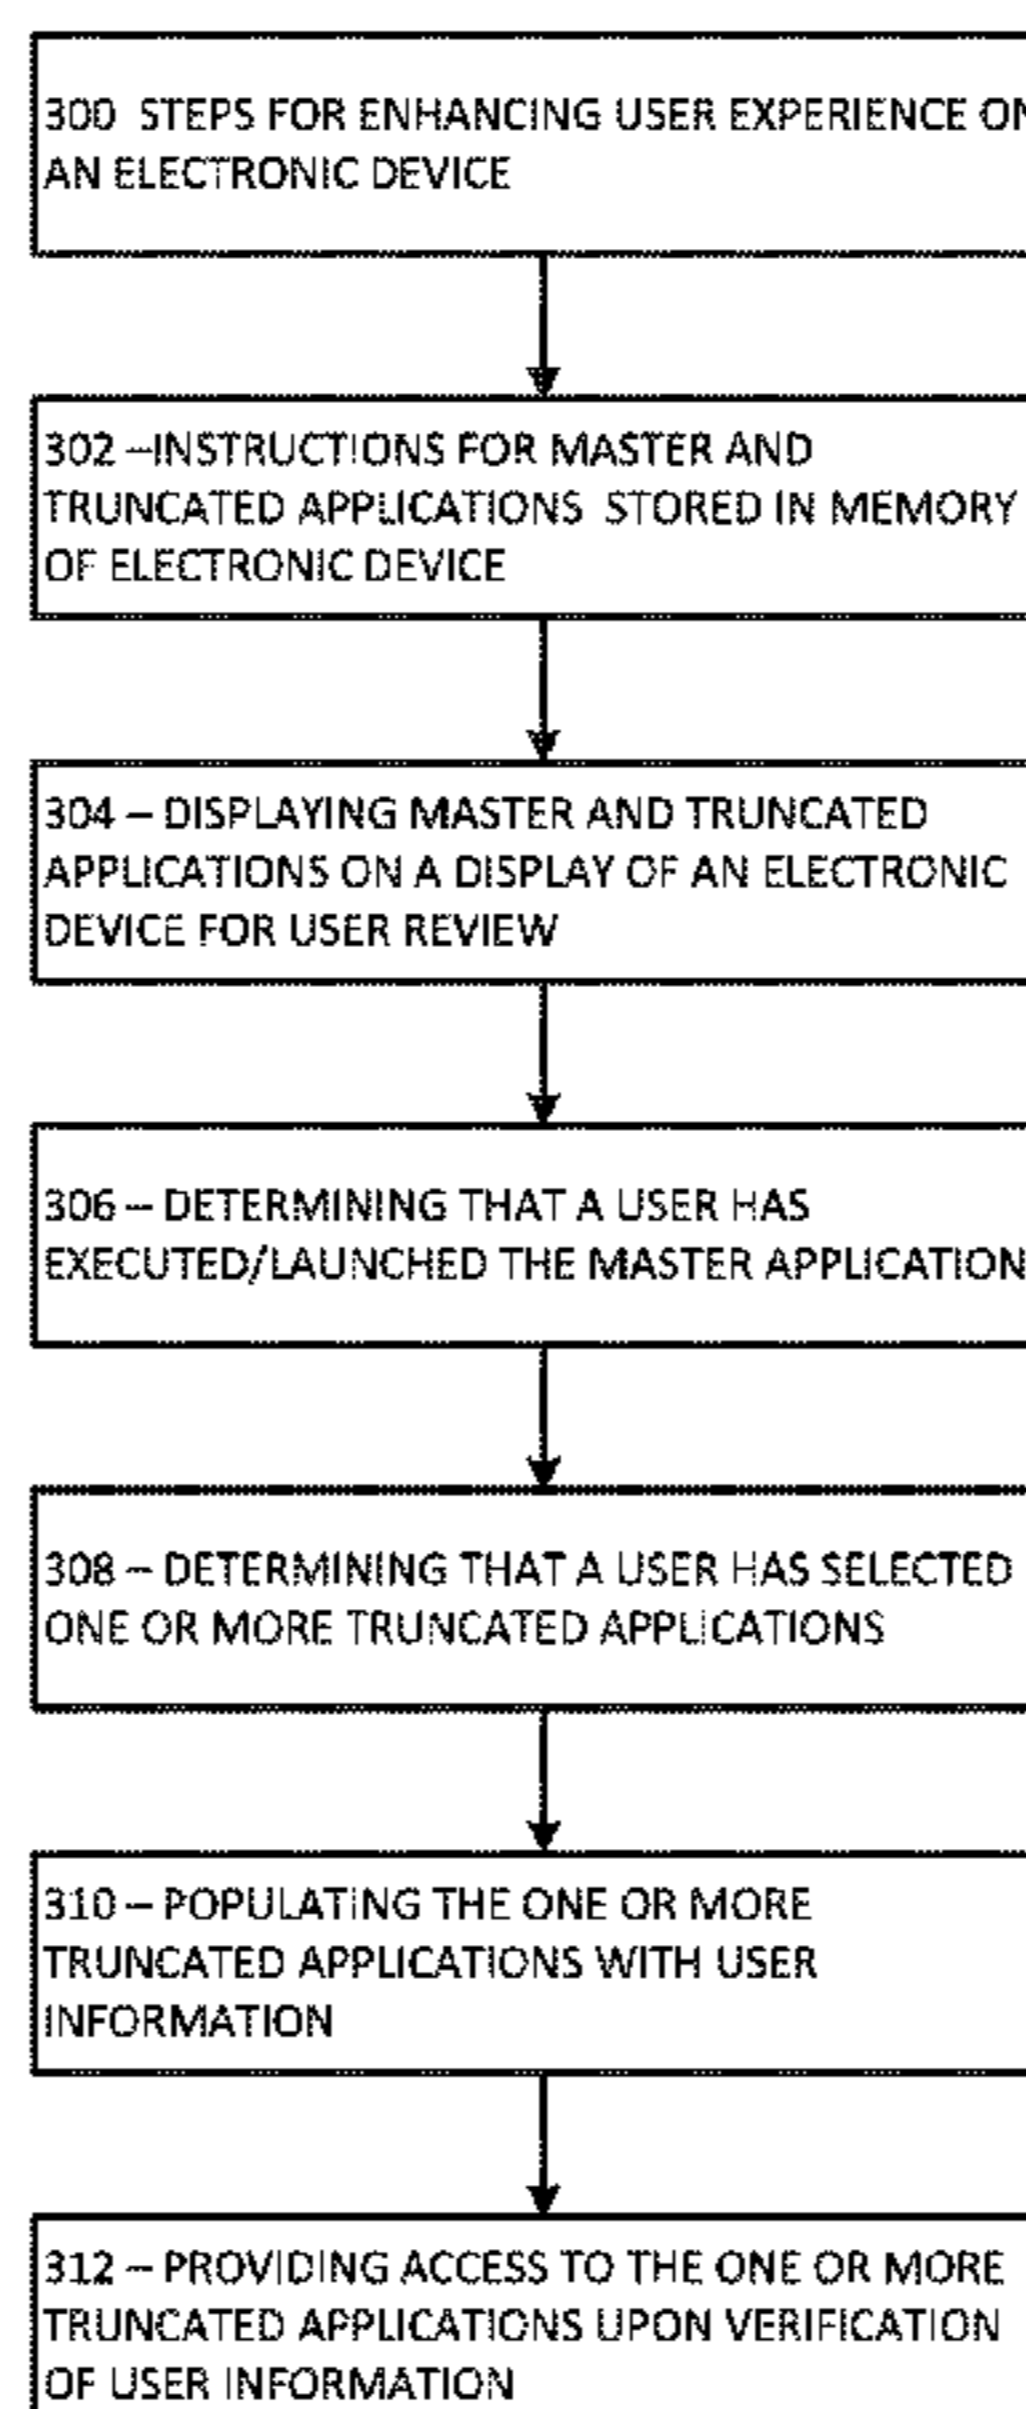 300 STEPS FOR ENHANCING USER EXPERIENCE ON
AN ELECTRONIC DEVICE
302 –INSTRUCTIONS FOR MASTER AND
TRUNCATED APPLICATIONS STORED IN MEMORY
OF ELECTRONIC DEVICE
304 – DISPLAYING MASTER AND TRUNCATED
APPLICATIONS ON A DISPLAY OF AN ELECTRONIC
DEVICE FOR USER REVIEW
306 – DETERMINING THAT A USER HAS
EXECUTED/LAUNCHED THE MASTER APPLICATION
308 – DETERMINING THAT A USER HAS SELECTED
ONE OR MORE TRUNCATED APPLICATIONS
310 – POPULATING THE ONE OR MORE
TRUNCATED APPLICATIONS WITH USER
INFORMATION
312 – PROVIDING ACCESS TO THE ONE OR MORE
TRUNCATED APPLICATIONS UPON VERIFICATION
OF USER INFORMATION